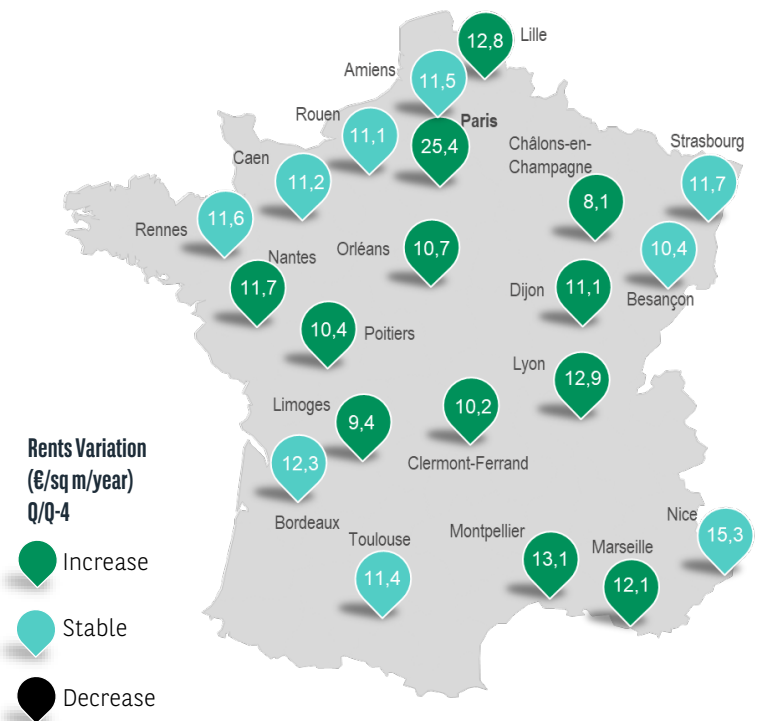 12,8
Lille
Amiens
11,5
Rouen
11,1
Paris
25,4
Châlons-en-
Champagne
8,1
Strasbourg
11,7
Caen
11,2
Rennes
11,6
Nantes
11,7
Orléans
10,7
10,4
Besançon
Dijon
11,1
10,4
Poitiers
Lyon
12,9
Limoges
9,4
10,2
Clermont-Ferrand
12,3
Bordeaux
Toulouse
11,4
Montpellier
13,1
Marseille
12,1
Nice
15,3
Rents Variation
(€/sq m/year)
Q/Q-4
Increase
Stable
Decrease